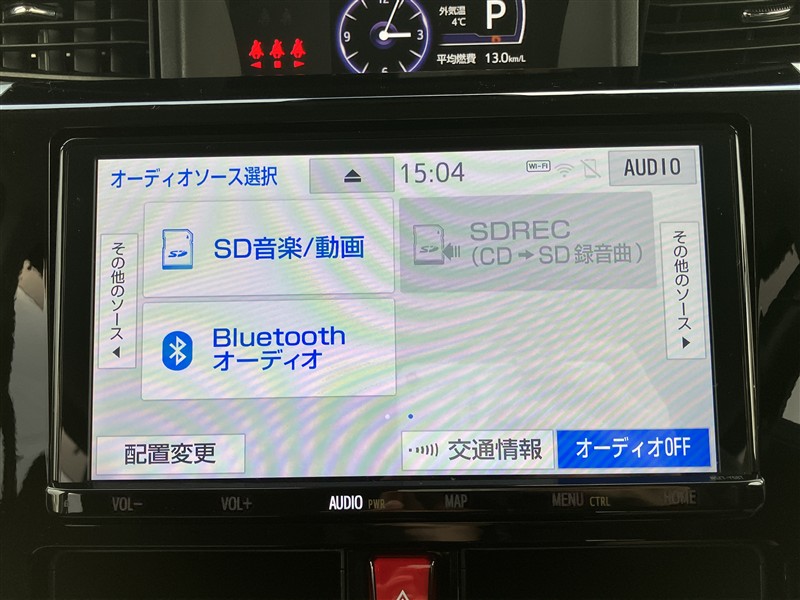 12
3
6
外気温
4℃
P
平均燃費 13.0km/L
オーディオソース選択
⏏
15:04
Wi-Fi
AUDIO
その他のソース◀
SD音楽/動画
SDREC
(CD➡SD 録音曲)
その他のソース▶
Bluetooth
オーディオ
配置変更
交通情報
オーディオOFF
VOL-
VOL+
AUDIO PWR
MAP
MENU CTRL
HOME